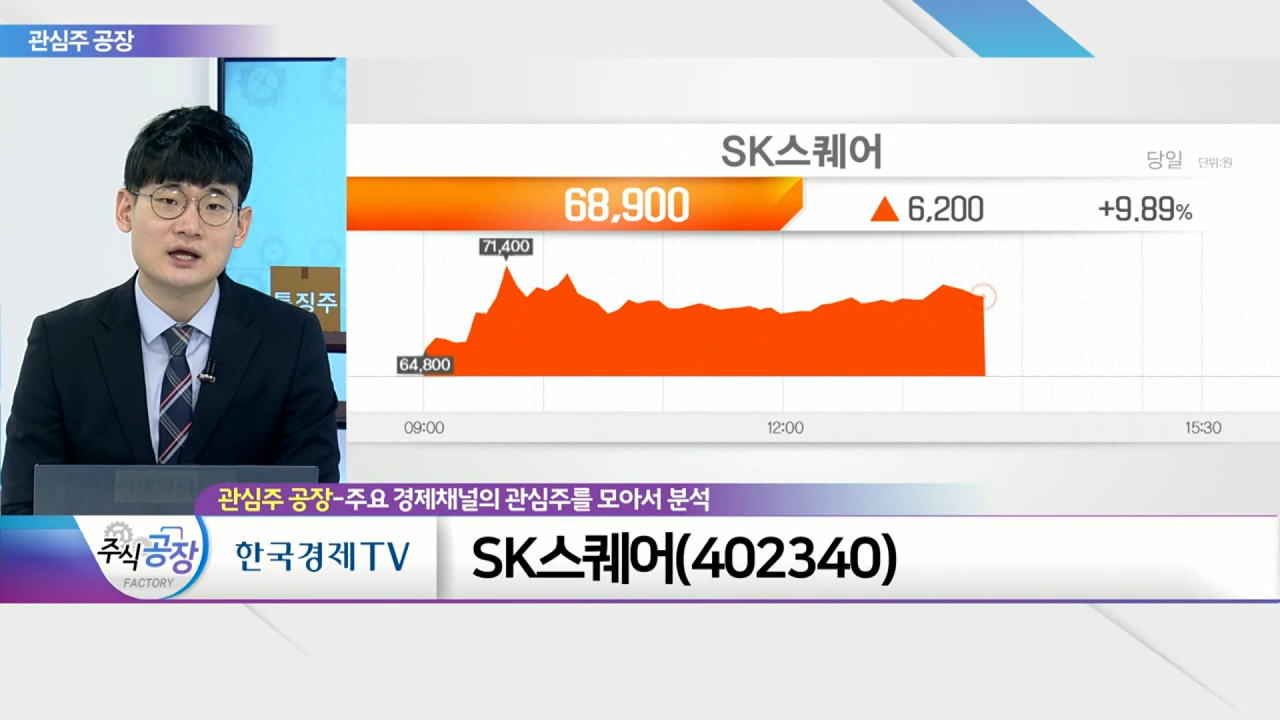 관심주 공장
SK스퀘어
당일 단위:원
68,900 ▲ 6,200 +9.89%
71,400
특징주
64,800
09:00 12:00 15:30
관심주 공장-주요 경제채널의 관심주를 모아서 분석
주식공장 FACTORY
한국경제TV
SK스퀘어(402340)